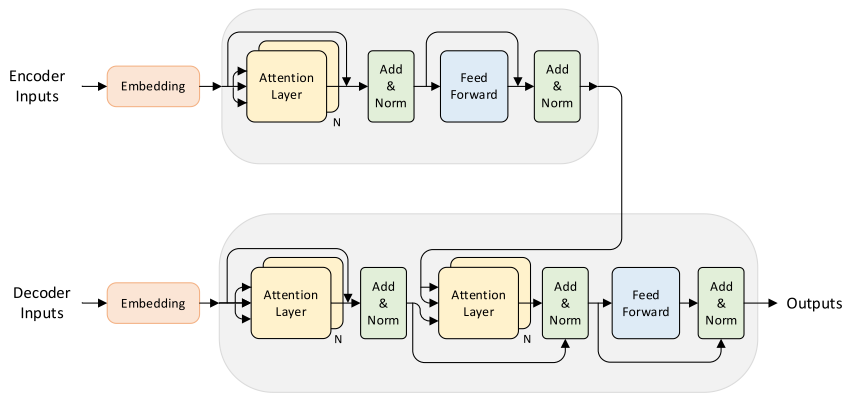 Encoder
Inputs
Embedding
Attention
Layer
N
Add
&
Norm
Feed
Forward
Add
&
Norm
Decoder
Inputs
Embedding
Attention
Layer
N
Add
&
Norm
Attention
Layer
N
Add
&
Norm
Feed
Forward
Add
&
Norm
Outputs